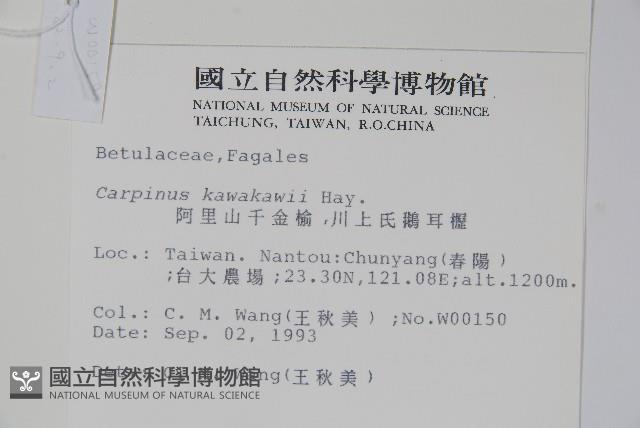 國立自然科學博物館
NATIONAL MUSEUM OF NATURAL SCIENCE
TAICHUNG, TAIWAN, R.O.CHINA
Betulaceae,Fagales
Carpinus kawakawii Hay.
阿里山千金榆,川上氏鵝耳櫪
Loc.: Taiwan. Nantou:Chunyang(春陽)
;台大農場;23.30N,121.08E;alt.1200m.
Col.: C. M. Wang(王秋美) ;No.W00150
Date: Sep. 02, 1993
Wang(王秋美)
國立自然科學博物館
NATIONAL MUSEUM OF NATURAL SCIENCE